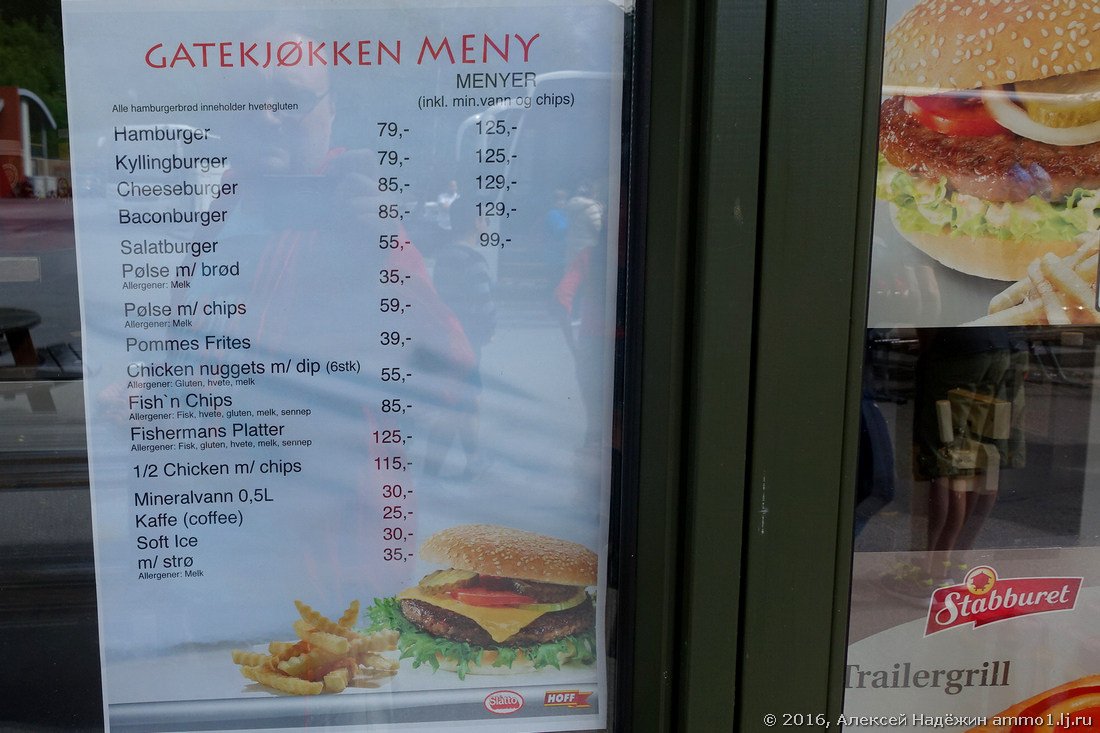 GATEKJØKKEN MENY
MENYER
(inkl. min.vann og chips)
Alle hamburgerbrød inneholder hvetegluten
Hamburger 79,- 125,-
Kyllingburger 79,- 125,-
Cheeseburger 85,- 129,-
Baconburger 85,- 129,-
Salatburger 55,- 99,-
Pølse m/ brød 35,-
Allergener: Melk
Pølse m/ chips 59,-
Allergener: Melk
Pommes Frites 39,-
Chicken nuggets m/ dip (6stk) 55,-
Allergener: Gluten, hvete, melk
Fish`n Chips 85,-
Allergener: Fisk, hvete, gluten, melk, sennep
Fishermans Platter 125,-
Allergener: Fisk, gluten, hvete, melk, sennep
1/2 Chicken m/ chips 115,-
Mineralvann 0,5L 30,-
Kaffe (coffee) 25,-
Soft Ice 30,-
m/ strø 35,-
Allergener: Melk
Slåtto
HOFF
Stabburet
Trailergrill
© 2016, Алексей Надёжин ammo1.lj.ru